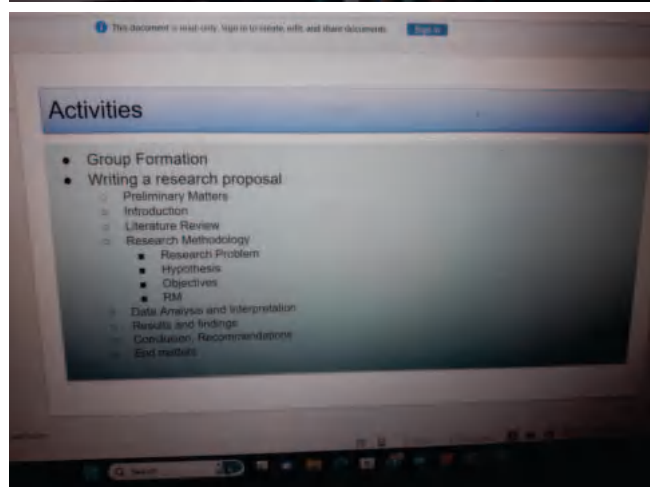 This document is read-only. Sign in to create, edit, and share documents. Sign in
Activities
Group Formation
Writing a research proposal
Preliminary Matters
Introduction
Literature Review
Research Methodology
Research Problem
Hypothesis
Objectives
RM
Data Analysis and Interpretation
Results and findings
Conclusion, Recommendations
End matters
Search